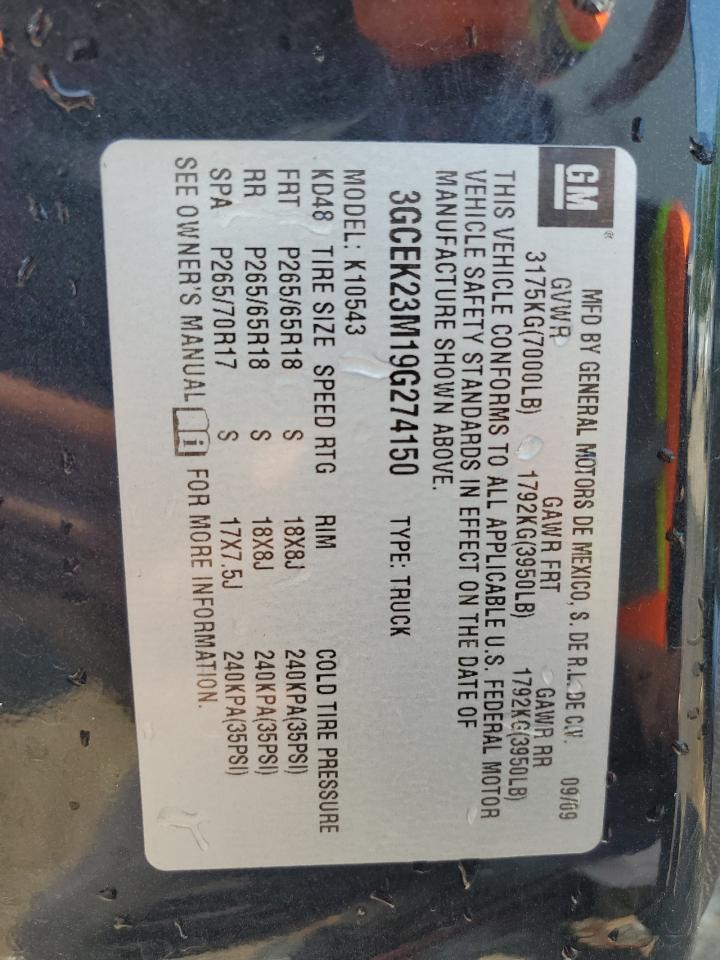 GM®
MFD BY GENERAL MOTORS DE MEXICO, S. DE R.L. DE C.V. 09/09
GVWR GAWR FRT GAWR RR
3175KG(7000LB) 1792KG(3950LB) 1792KG(3950LB)
THIS VEHICLE CONFORMS TO ALL APPLICABLE U.S. FEDERAL MOTOR
VEHICLE SAFETY STANDARDS IN EFFECT ON THE DATE OF
MANUFACTURE SHOWN ABOVE.
3GCEK23M19G274150 TYPE: TRUCK
MODEL: K10543
KD48 TIRE SIZE SPEED RTG RIM COLD TIRE PRESSURE
FRT P265/65R18 S 18X8J 240KPA(35PSI)
RR P265/65R18 S 18X8J 240KPA(35PSI)
SPA P265/70R17 S 17X7.5J 240KPA(35PSI)
SEE OWNER'S MANUAL i FOR MORE INFORMATION.